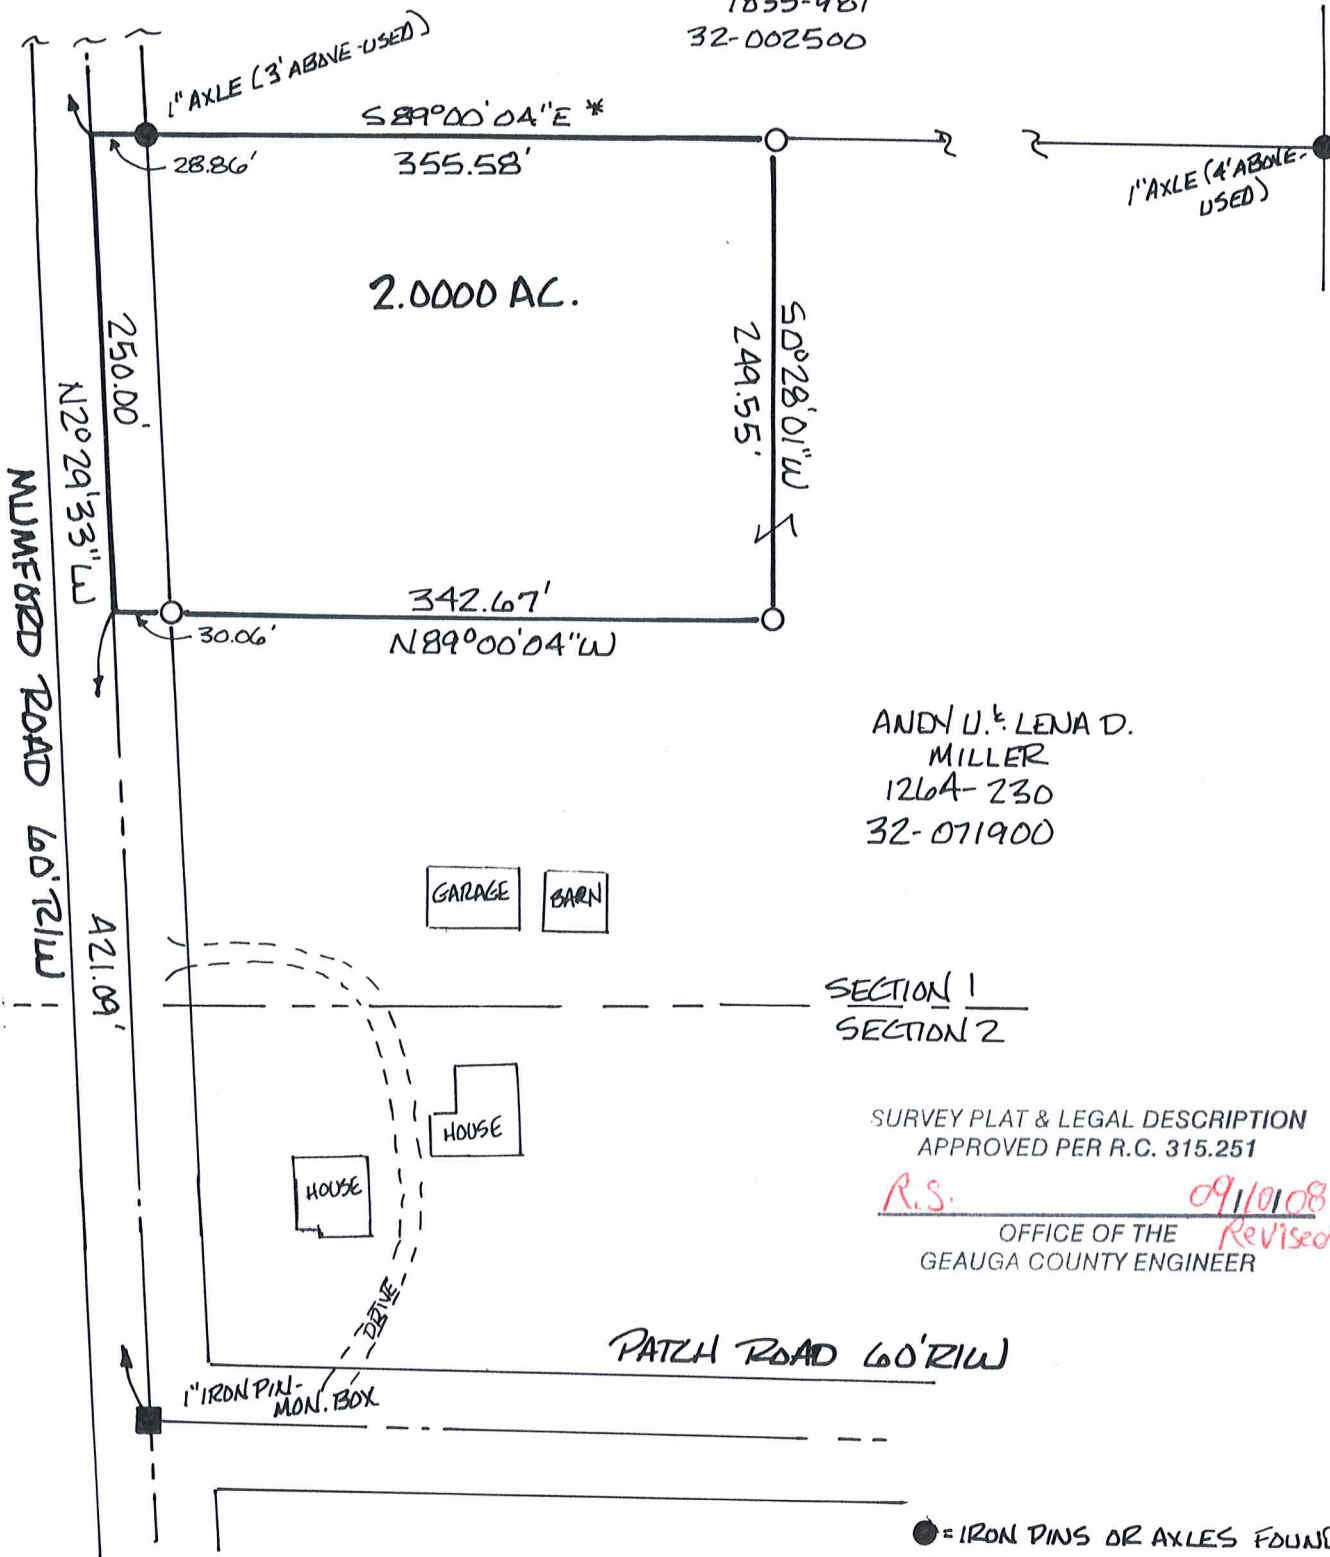 1855-981
32-002500
1" AXLE (3' ABOVE-USED)
S89°00'04"E *
28.86'
355.58'
1" AXLE (4' ABOVE-
USED)
2.0000 AC.
250.00'
N2°29'33"W
S0°28'01"W
249.55'
MUMFORD ROAD 60' R/W
342.67'
30.06'
N89°00'04"W
ANDY U. & LENA D.
MILLER
1264-230
32-071900
GARAGE
BARN
421.09'
SECTION 1
SECTION 2
HOUSE
HOUSE
SURVEY PLAT & LEGAL DESCRIPTION
APPROVED PER R.C. 315.251
R.S. 09/10/08
OFFICE OF THE Revised
GEAUGA COUNTY ENGINEER
DRIVE
PATCH ROAD 60' R/W
1" IRON PIN-
MON. BOX
= IRON PINS OR AXLES FOUND